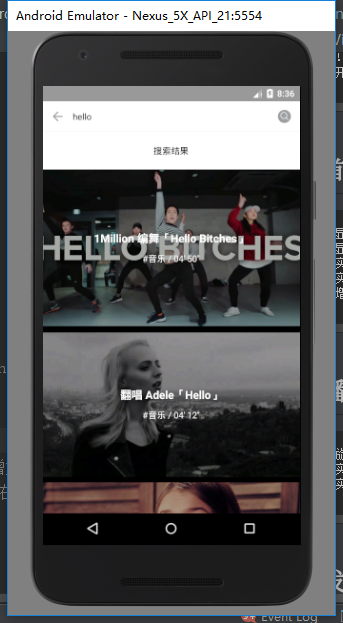 Android Emulator - Nexus_5X_API_21:5554
8:36
hello
搜索结果
HELLO BITCHES
1Million 编舞「Hello Bitches」
#音乐 / 04' 50"
翻唱 Adele「Hello 」
#音乐 / 04' 12"
Event Log